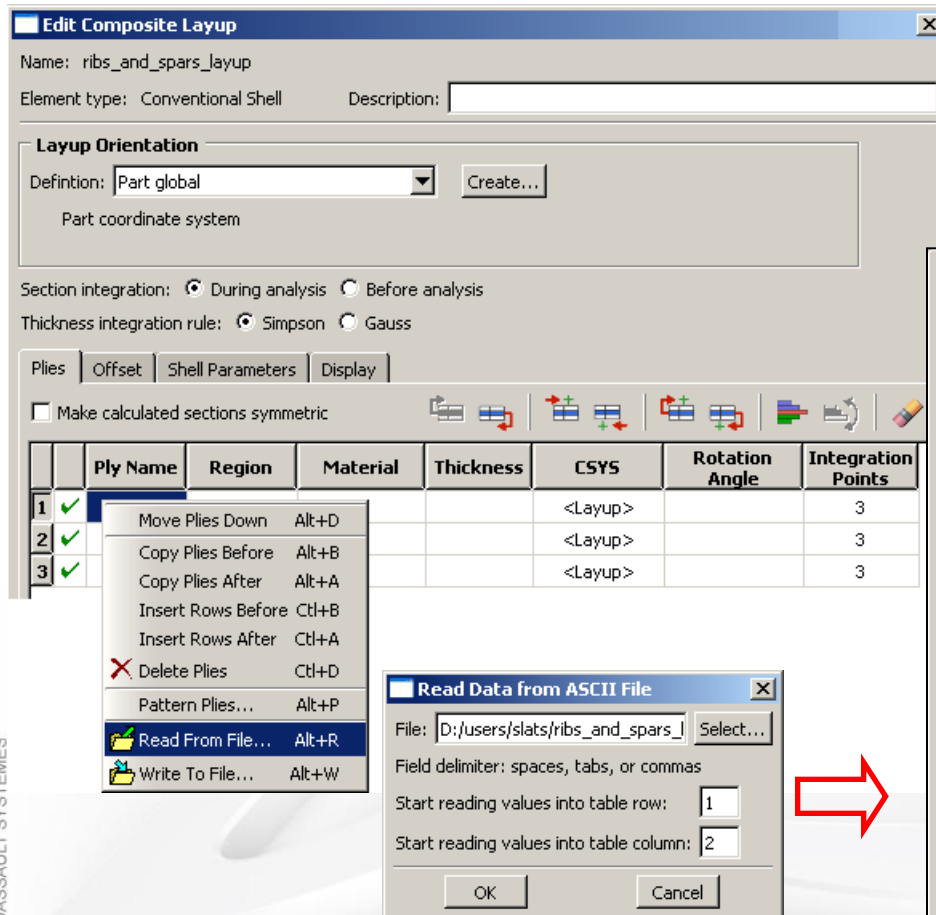 Edit Composite Layup
Name: ribs_and_spars_layup
Element type: Conventional Shell Description:
Layup Orientation
Defintion: Part global Create...
Part coordinate system
Section integration: During analysis Before analysis
Thickness integration rule: Simpson Gauss
Plies Offset Shell Parameters Display
Make calculated sections symmetric
Ply Name Region Material Thickness CSYS Rotation Angle Integration Points
1 <Layup> 3
2 <Layup> 3
3 <Layup> 3
Move Plies Down Alt+D
Copy Plies Before Alt+B
Copy Plies After Alt+A
Insert Rows Before Ctl+B
Insert Rows After Ctl+A
Delete Plies Ctl+D
Pattern Plies... Alt+P
Read From File... Alt+R
Write To File... Alt+W
Read Data from ASCII File
File: D:/users/slats/ribs_and_spars_l Select...
Field delimiter: spaces, tabs, or commas
Start reading values into table row: 1
Start reading values into table column: 2
OK Cancel
SYSTEMES